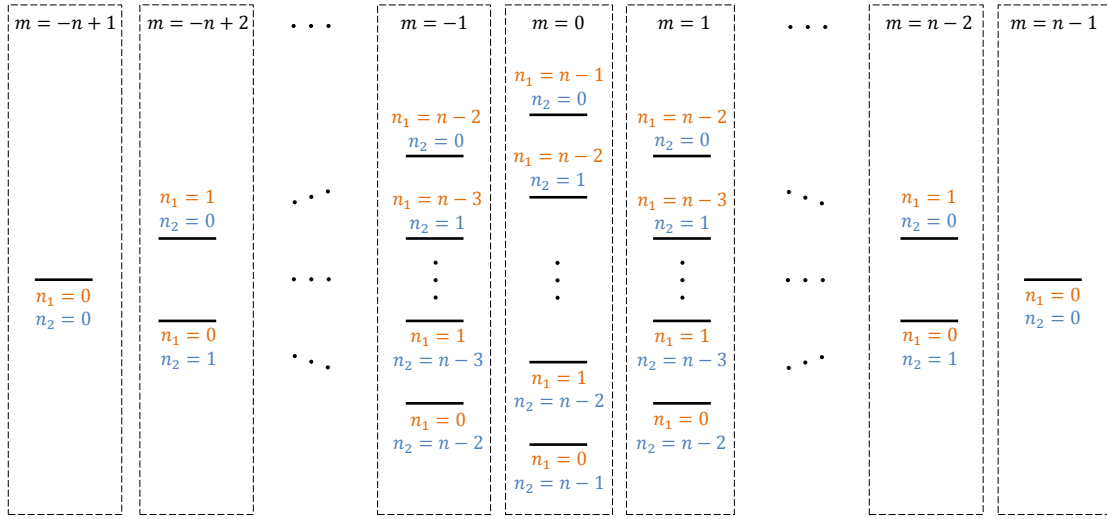 m = −n + 1
m = −n + 2
· · ·
m = −1
m = 0
m = 1
· · ·
m = n − 2
m = n − 1
n₁ = 0
n₂ = 0
n₁ = 1
n₂ = 0
n₁ = 0
n₂ = 1
n₁ = n − 2
n₂ = 0
n₁ = n − 3
n₂ = 1
n₁ = 1
n₂ = n − 3
n₁ = 0
n₂ = n − 2
n₁ = n − 1
n₂ = 0
n₁ = n − 2
n₂ = 1
n₁ = 1
n₂ = n − 2
n₁ = 0
n₂ = n − 1
n₁ = n − 2
n₂ = 0
n₁ = n − 3
n₂ = 1
n₁ = 1
n₂ = n − 3
n₁ = 0
n₂ = n − 2
n₁ = 1
n₂ = 0
n₁ = 0
n₂ = 1
n₁ = 0
n₂ = 0